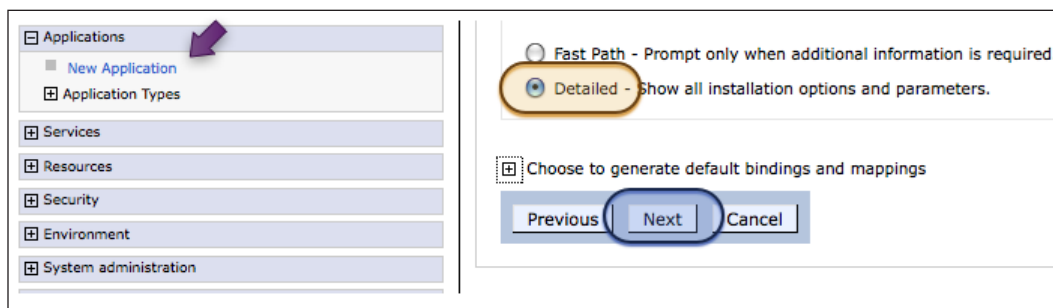 Applications
New Application
Application Types
Services
Resources
Security
Environment
System administration
Fast Path - Prompt only when additional information is required
Detailed - Show all installation options and parameters.
Choose to generate default bindings and mappings
Previous Next Cancel